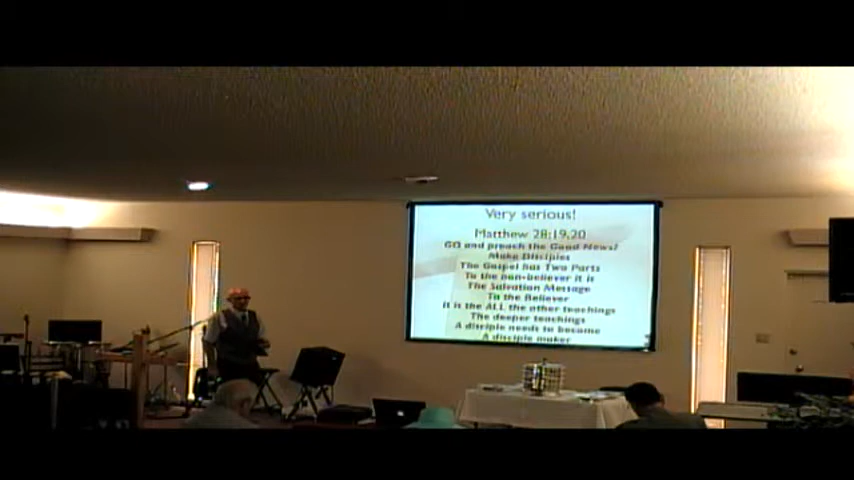 Very serious!
Matthew 28:19,20
GO and preach the Good News?
Make Disciples
The Gospel has Two Parts
To the non-believer it is
The Salvation Message
To the Believer
it is the ALL the other teachings
The deeper teachings
A disciple needs to become
A disciple maker